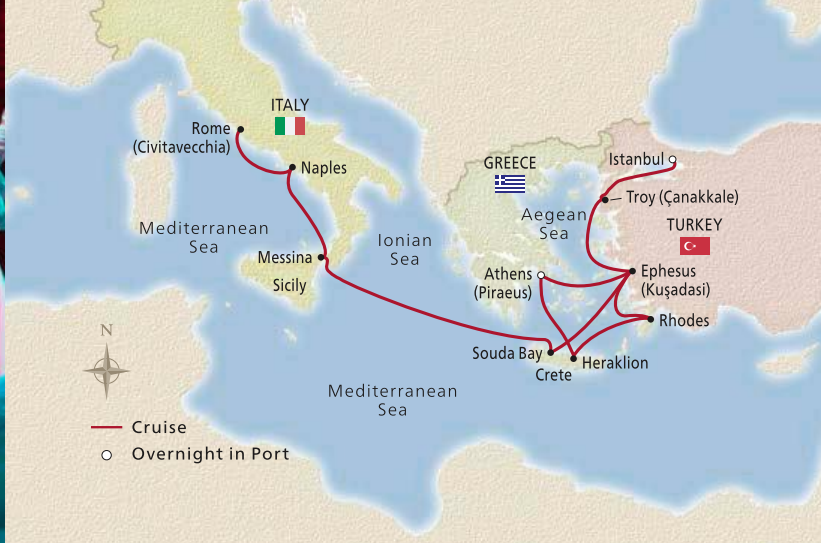 ITALY
Rome
(Civitavecchia)
Naples
GREECE
Istanbul
Troy (Çanakkale)
Aegean
Sea
TURKEY
Mediterranean
Sea
Ionian
Sea
Messina
Sicily
Athens
(Piraeus)
Ephesus
(Kuşadasi)
Rhodes
N
Souda Bay
Heraklion
Crete
Mediterranean
Sea
Cruise
Overnight in Port